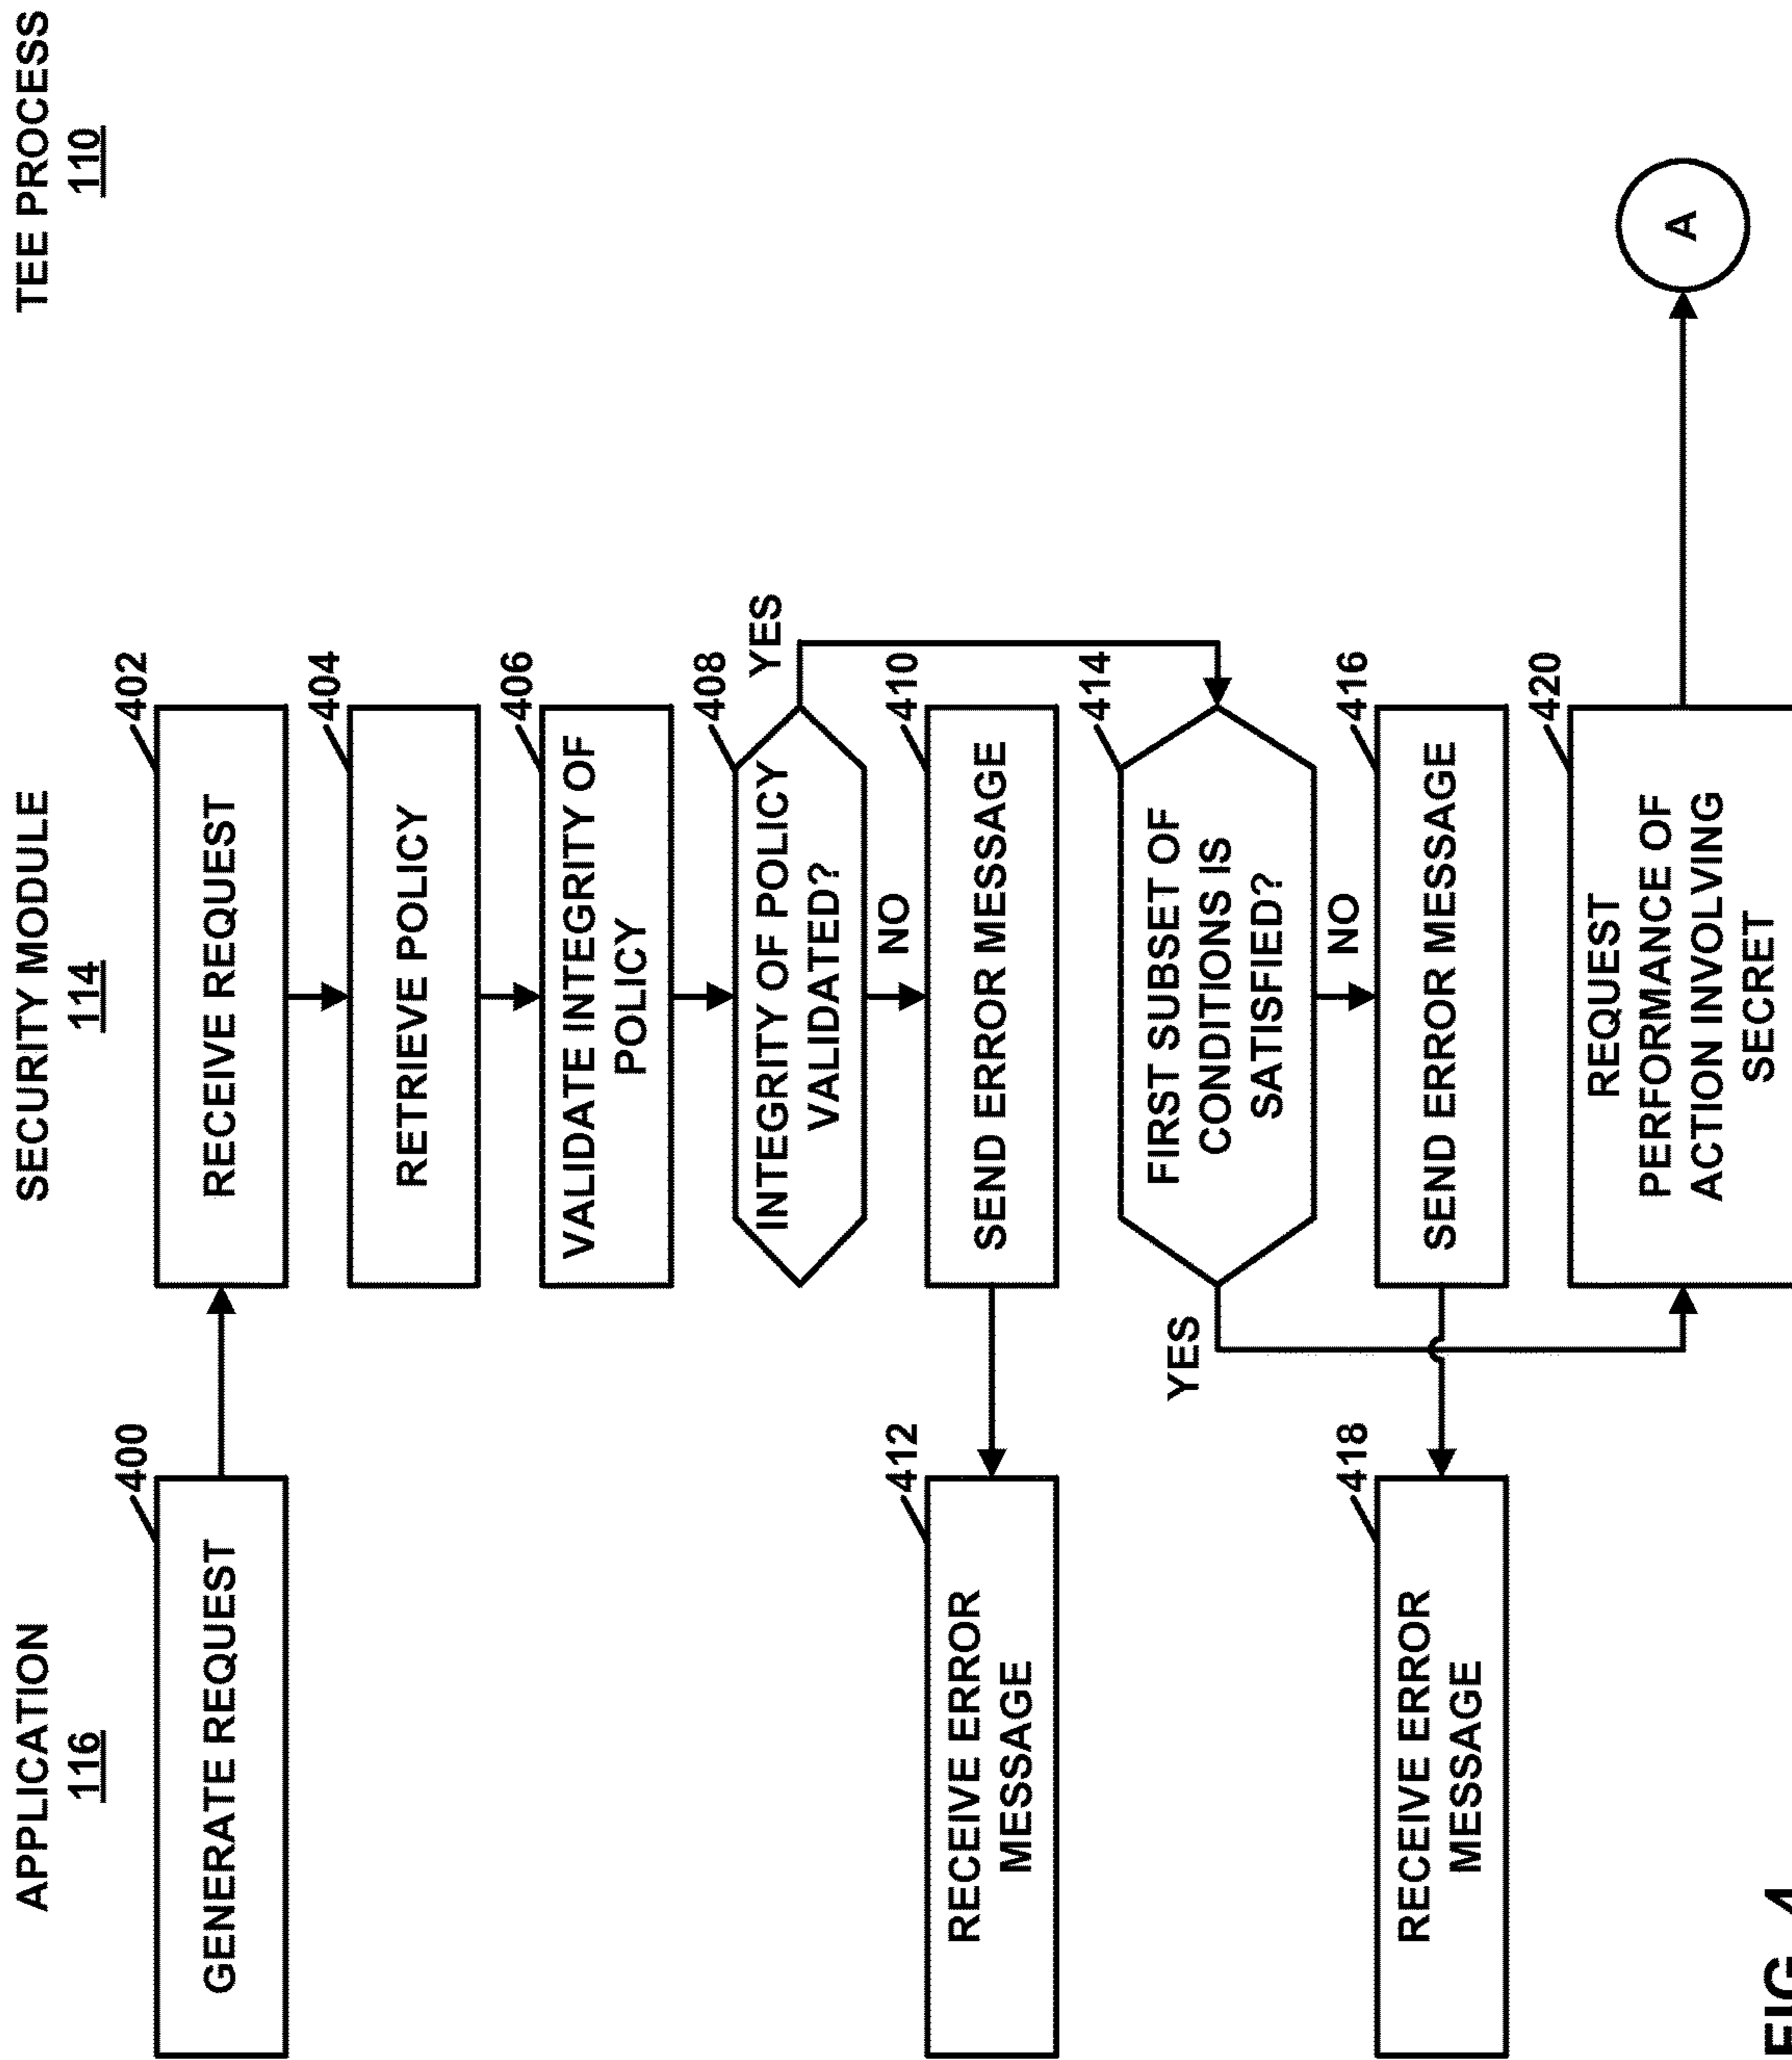 APPLICATION
116
SECURITY MODULE
114
TEE PROCESS
110
400
GENERATE REQUEST
402
RECEIVE REQUEST
404
RETRIEVE POLICY
406
VALIDATE INTEGRITY OF
POLICY
408
INTEGRITY OF POLICY
VALIDATED?
YES
NO
410
SEND ERROR MESSAGE
412
RECEIVE ERROR
MESSAGE
414
FIRST SUBSET OF
CONDITIONS IS
SATISFIED?
YES
NO
416
SEND ERROR MESSAGE
418
RECEIVE ERROR
MESSAGE
420
REQUEST
PERFORMANCE OF
ACTION INVOLVING
SECRET
A
FIG. 4